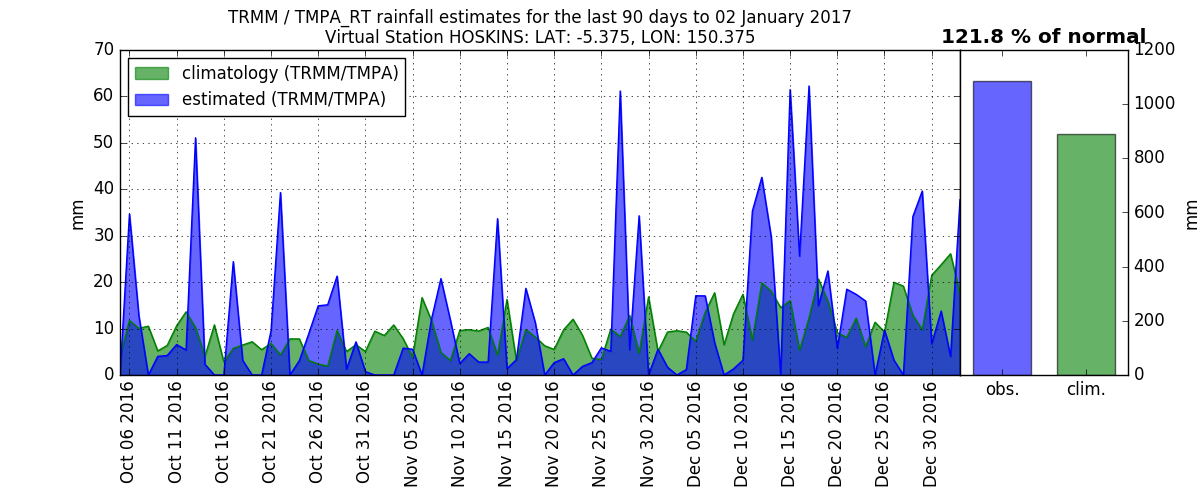 TRMM / TMPA_RT rainfall estimates for the last 90 days to 02 January 2017
Virtual Station HOSKINS: LAT: -5.375, LON: 150.375
121.8 % of normal
climatology (TRMM/TMPA)
estimated (TRMM/TMPA)
70
60
50
40
30
20
10
0
mm
Oct 06 2016
Oct 11 2016
Oct 16 2016
Oct 21 2016
Oct 26 2016
Oct 31 2016
Nov 05 2016
Nov 10 2016
Nov 15 2016
Nov 20 2016
Nov 25 2016
Nov 30 2016
Dec 05 2016
Dec 10 2016
Dec 15 2016
Dec 20 2016
Dec 25 2016
Dec 30 2016
obs.
clim.
1200
1000
800
600
400
200
0
mm